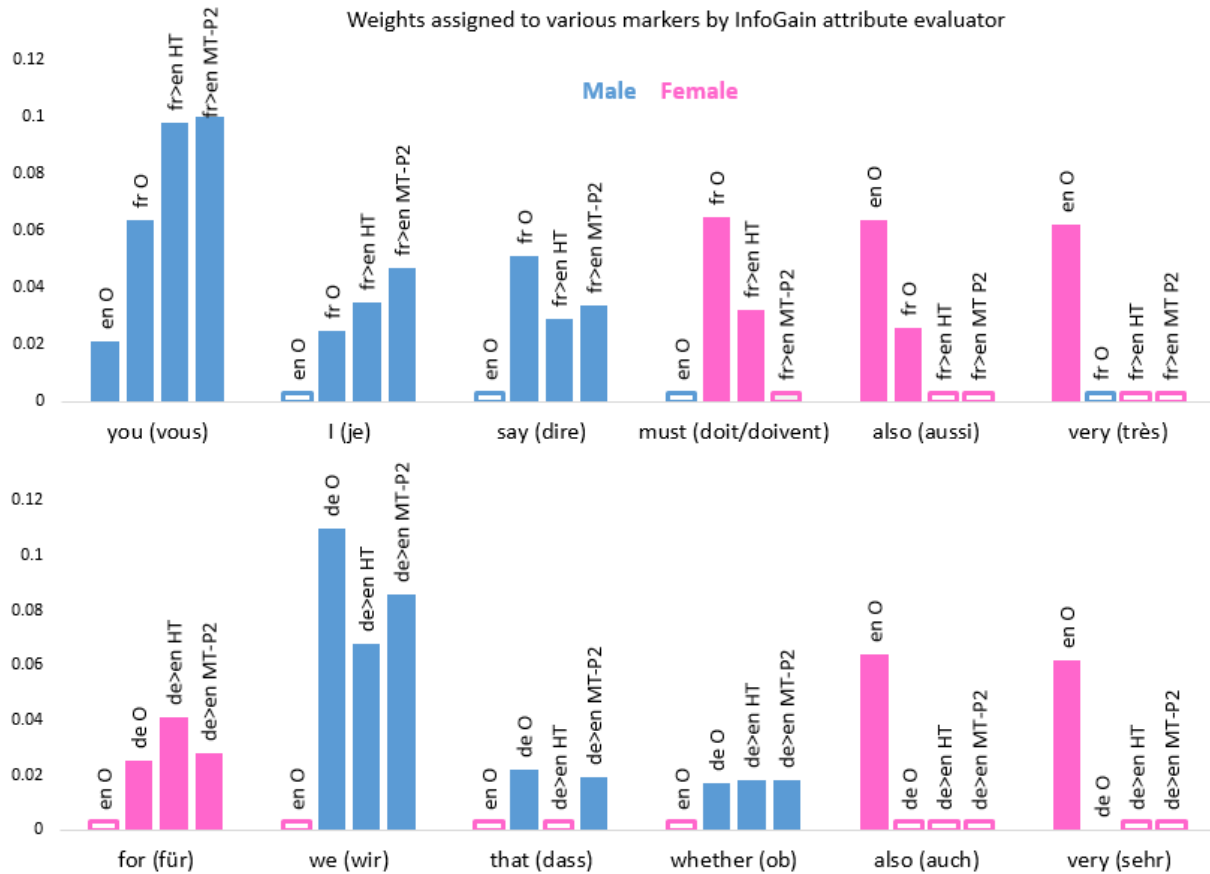 Weights assigned to various markers by InfoGain attribute evaluator
Male Female
0.12
0.1
0.08
0.06
0.04
0.02
0
en O
fr O
fr>en HT
fr>en MT-P2
en O
fr O
fr>en HT
fr>en MT-P2
en O
fr O
fr>en HT
fr>en MT-P2
en O
fr O
fr>en HT
fr>en MT-P2
en O
fr O
fr>en HT
fr>en MT-P2
en O
fr O
fr>en HT
fr>en MT P2
you (vous)
I (je)
say (dire)
must (doit/doivent)
also (aussi)
very (très)
0.12
0.1
0.08
0.06
0.04
0.02
0
en O
de O
de>en HT
de>en MT-P2
en O
de O
de>en HT
de>en MT-P2
en O
de O
de>en HT
de>en MT-P2
en O
de O
de>en HT
de>en MT-P2
en O
de O
de>en HT
de>en MT-P2
en O
de O
de>en HT
de>en MT-P2
for (für)
we (wir)
that (dass)
whether (ob)
also (auch)
very (sehr)